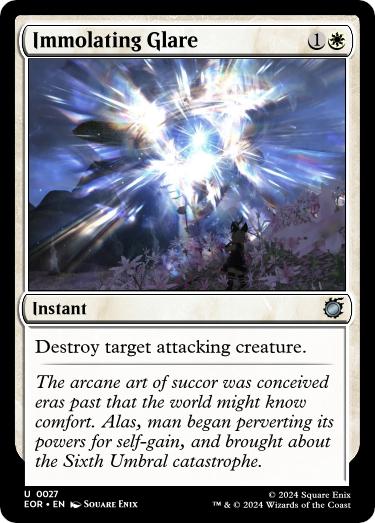 Immolating Glare 1
Instant
Destroy target attacking creature.
The arcane art of succor was conceived
eras past that the world might know
comfort. Alas, man began perverting its
powers for self-gain, and brought about
the Sixth Umbral catastrophe.
U 0027
EOR • EN SQUARE ENIX
© 2024 Square Enix
™ & © 2024 Wizards of the Coast